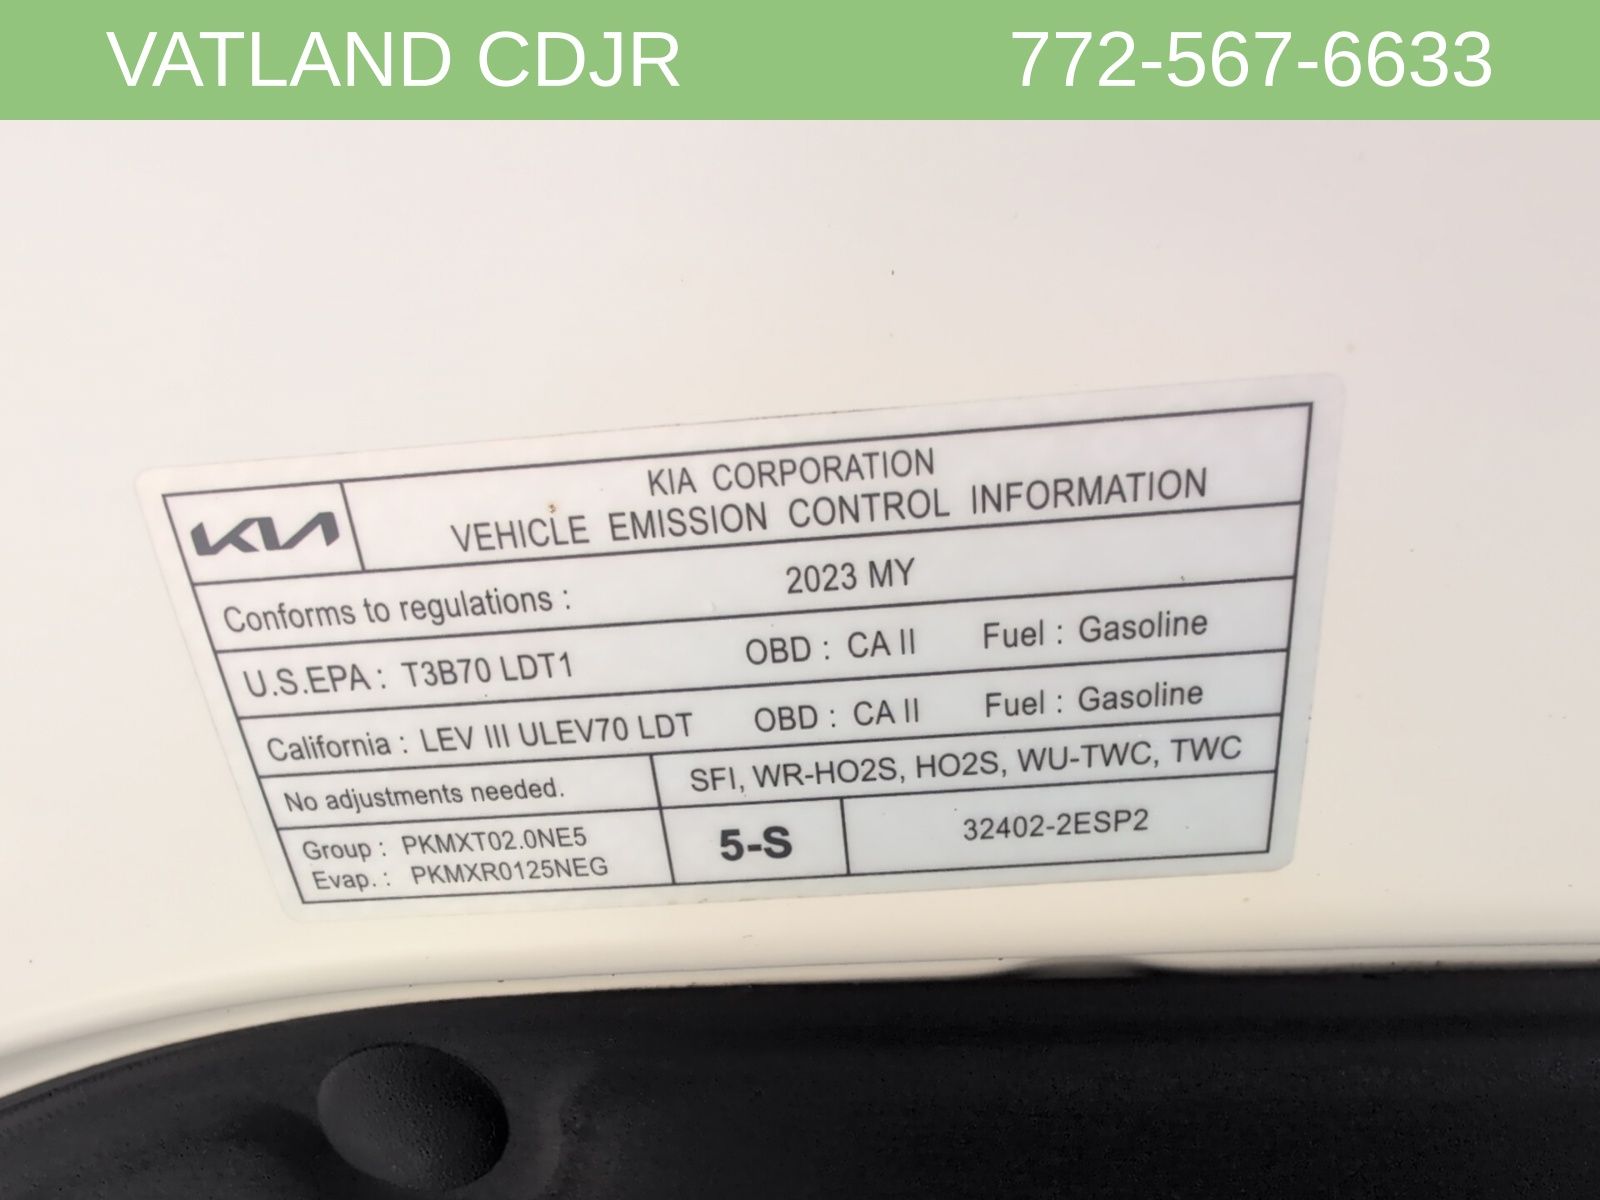 VATLAND CDJR 772-567-6633
KIA KIA CORPORATION
VEHICLE EMISSION CONTROL INFORMATION
Conforms to regulations : 2023 MY
U.S.EPA : T3B70 LDT1 OBD : CA II Fuel : Gasoline
California : LEV III ULEV70 LDT OBD : CA II Fuel : Gasoline
No adjustments needed. SFI, WR-HO2S, HO2S, WU-TWC, TWC
Group : PKMXT02.0NE5
Evap. : PKMXR0125NEG
5-S 32402-2ESP2